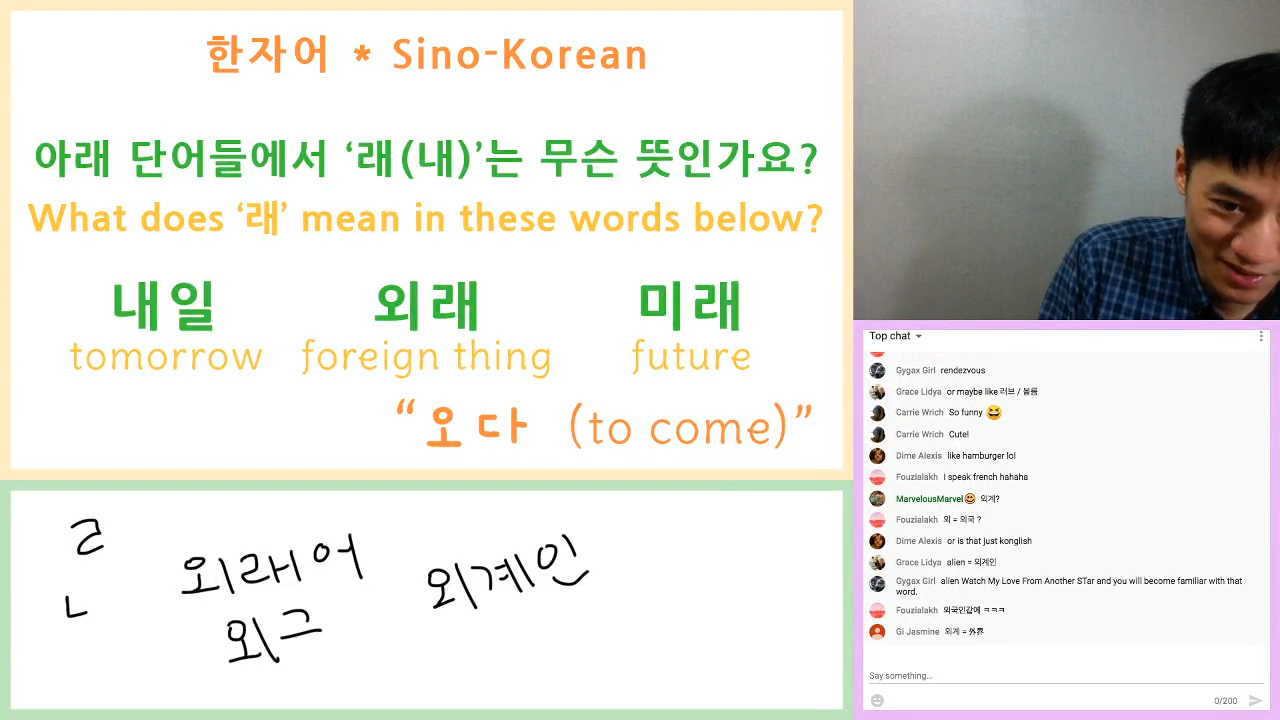 한자어 * Sino-Korean
아래 단어들에서 ‘래(내)’는 무슨 뜻인가요?
What does ‘래’ mean in these words below?
내일 외래 미래
tomorrow foreign thing future
“오다 (to come)”
ㄹ
ㄴ
외래어
외그
외계인
Top chat
Gygax Girl rendezvous
Grace Lidya or maybe like 러브 / 볼륨
Carrie Wrich So funny 😆
Carrie Wrich Cute!
Dime Alexis like hamburger lol
Fouzialakh I speak french hahaha
MarvelousMarvel😃 외계?
Fouzialakh 외 = 외국 ?
Dime Alexis or is that just konglish
Grace Lidya alien = 외계인
Gygax Girl alien Watch My Love From Another STar and you will become familiar with that
word.
Fouzialakh 외국인같에 ㅋㅋㅋ
Gi Jasmine 외계 = 外界
Say something...
0/200